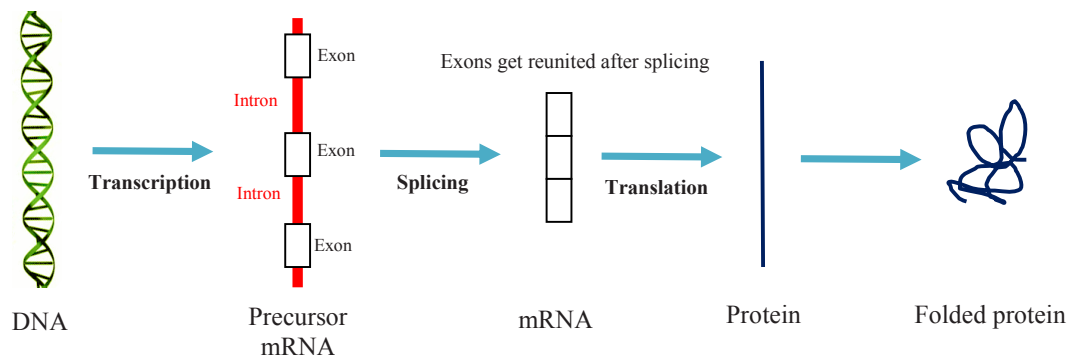 Exon
Exons get reunited after splicing
Intron
Exon
Transcription
Splicing
Translation
Intron
Exon
DNA
Precursor
mRNA
mRNA
Protein
Folded protein